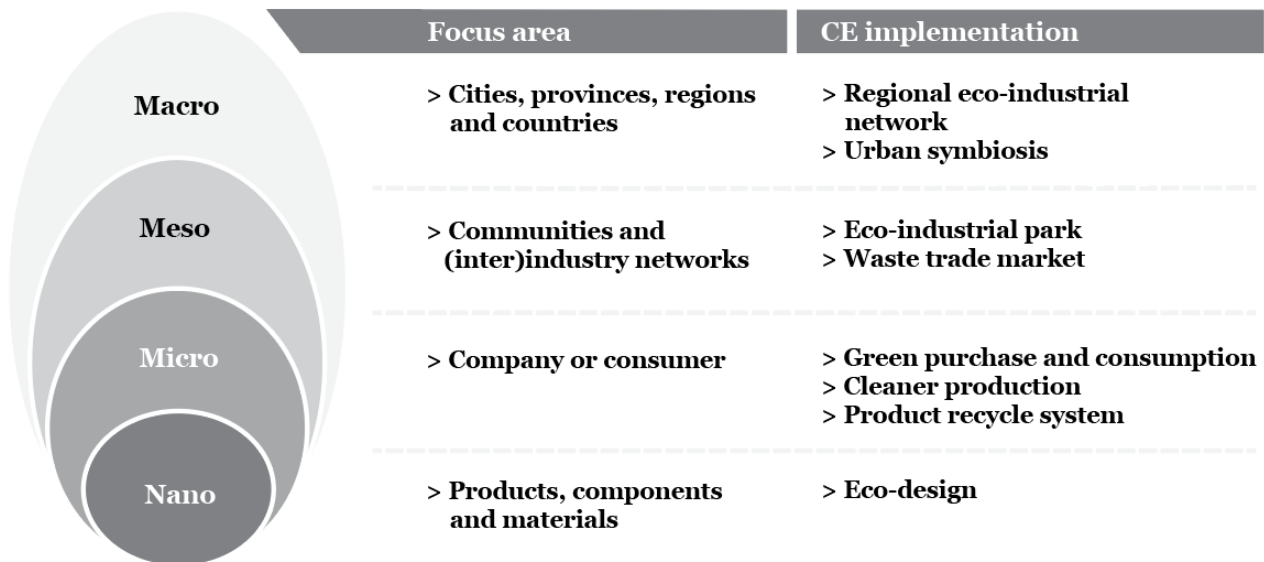 Focus area
CE implementation
Macro
> Cities, provinces, regions
and countries
> Regional eco-industrial
network
> Urban symbiosis
Meso
> Communities and
(inter)industry networks
> Eco-industrial park
> Waste trade market
Micro
> Company or consumer
> Green purchase and consumption
> Cleaner production
> Product recycle system
Nano
> Products, components
and materials
> Eco-design